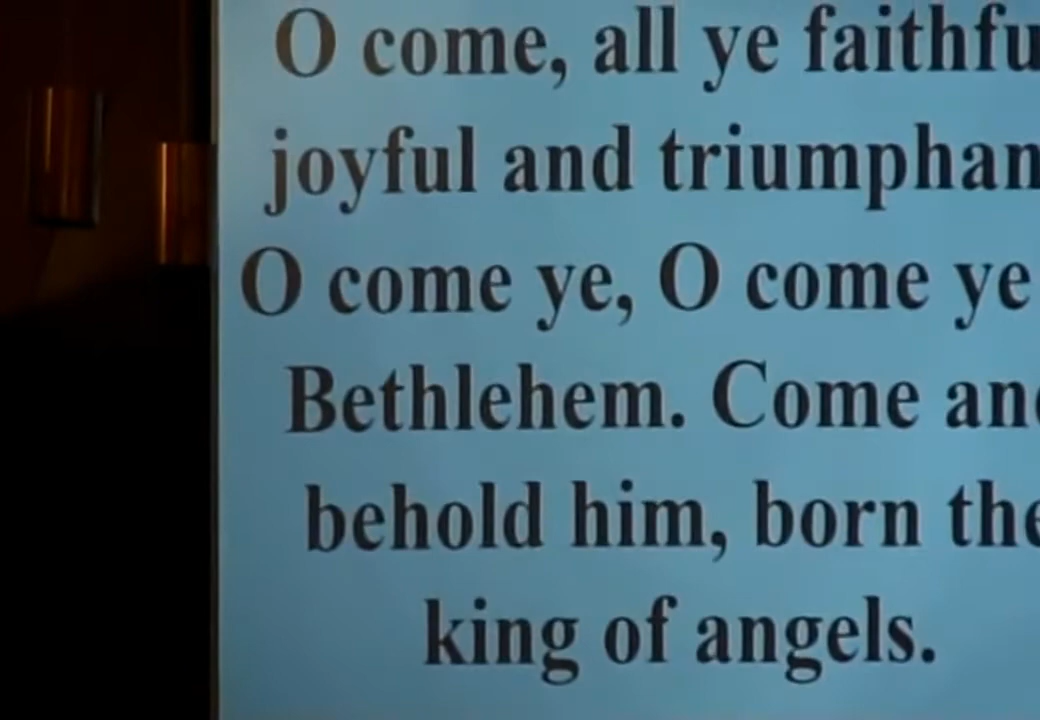 O come, all ye faithfu
joyful and triumphan
O come ye, O come ye
Bethlehem. Come an
behold him, born the
king of angels.